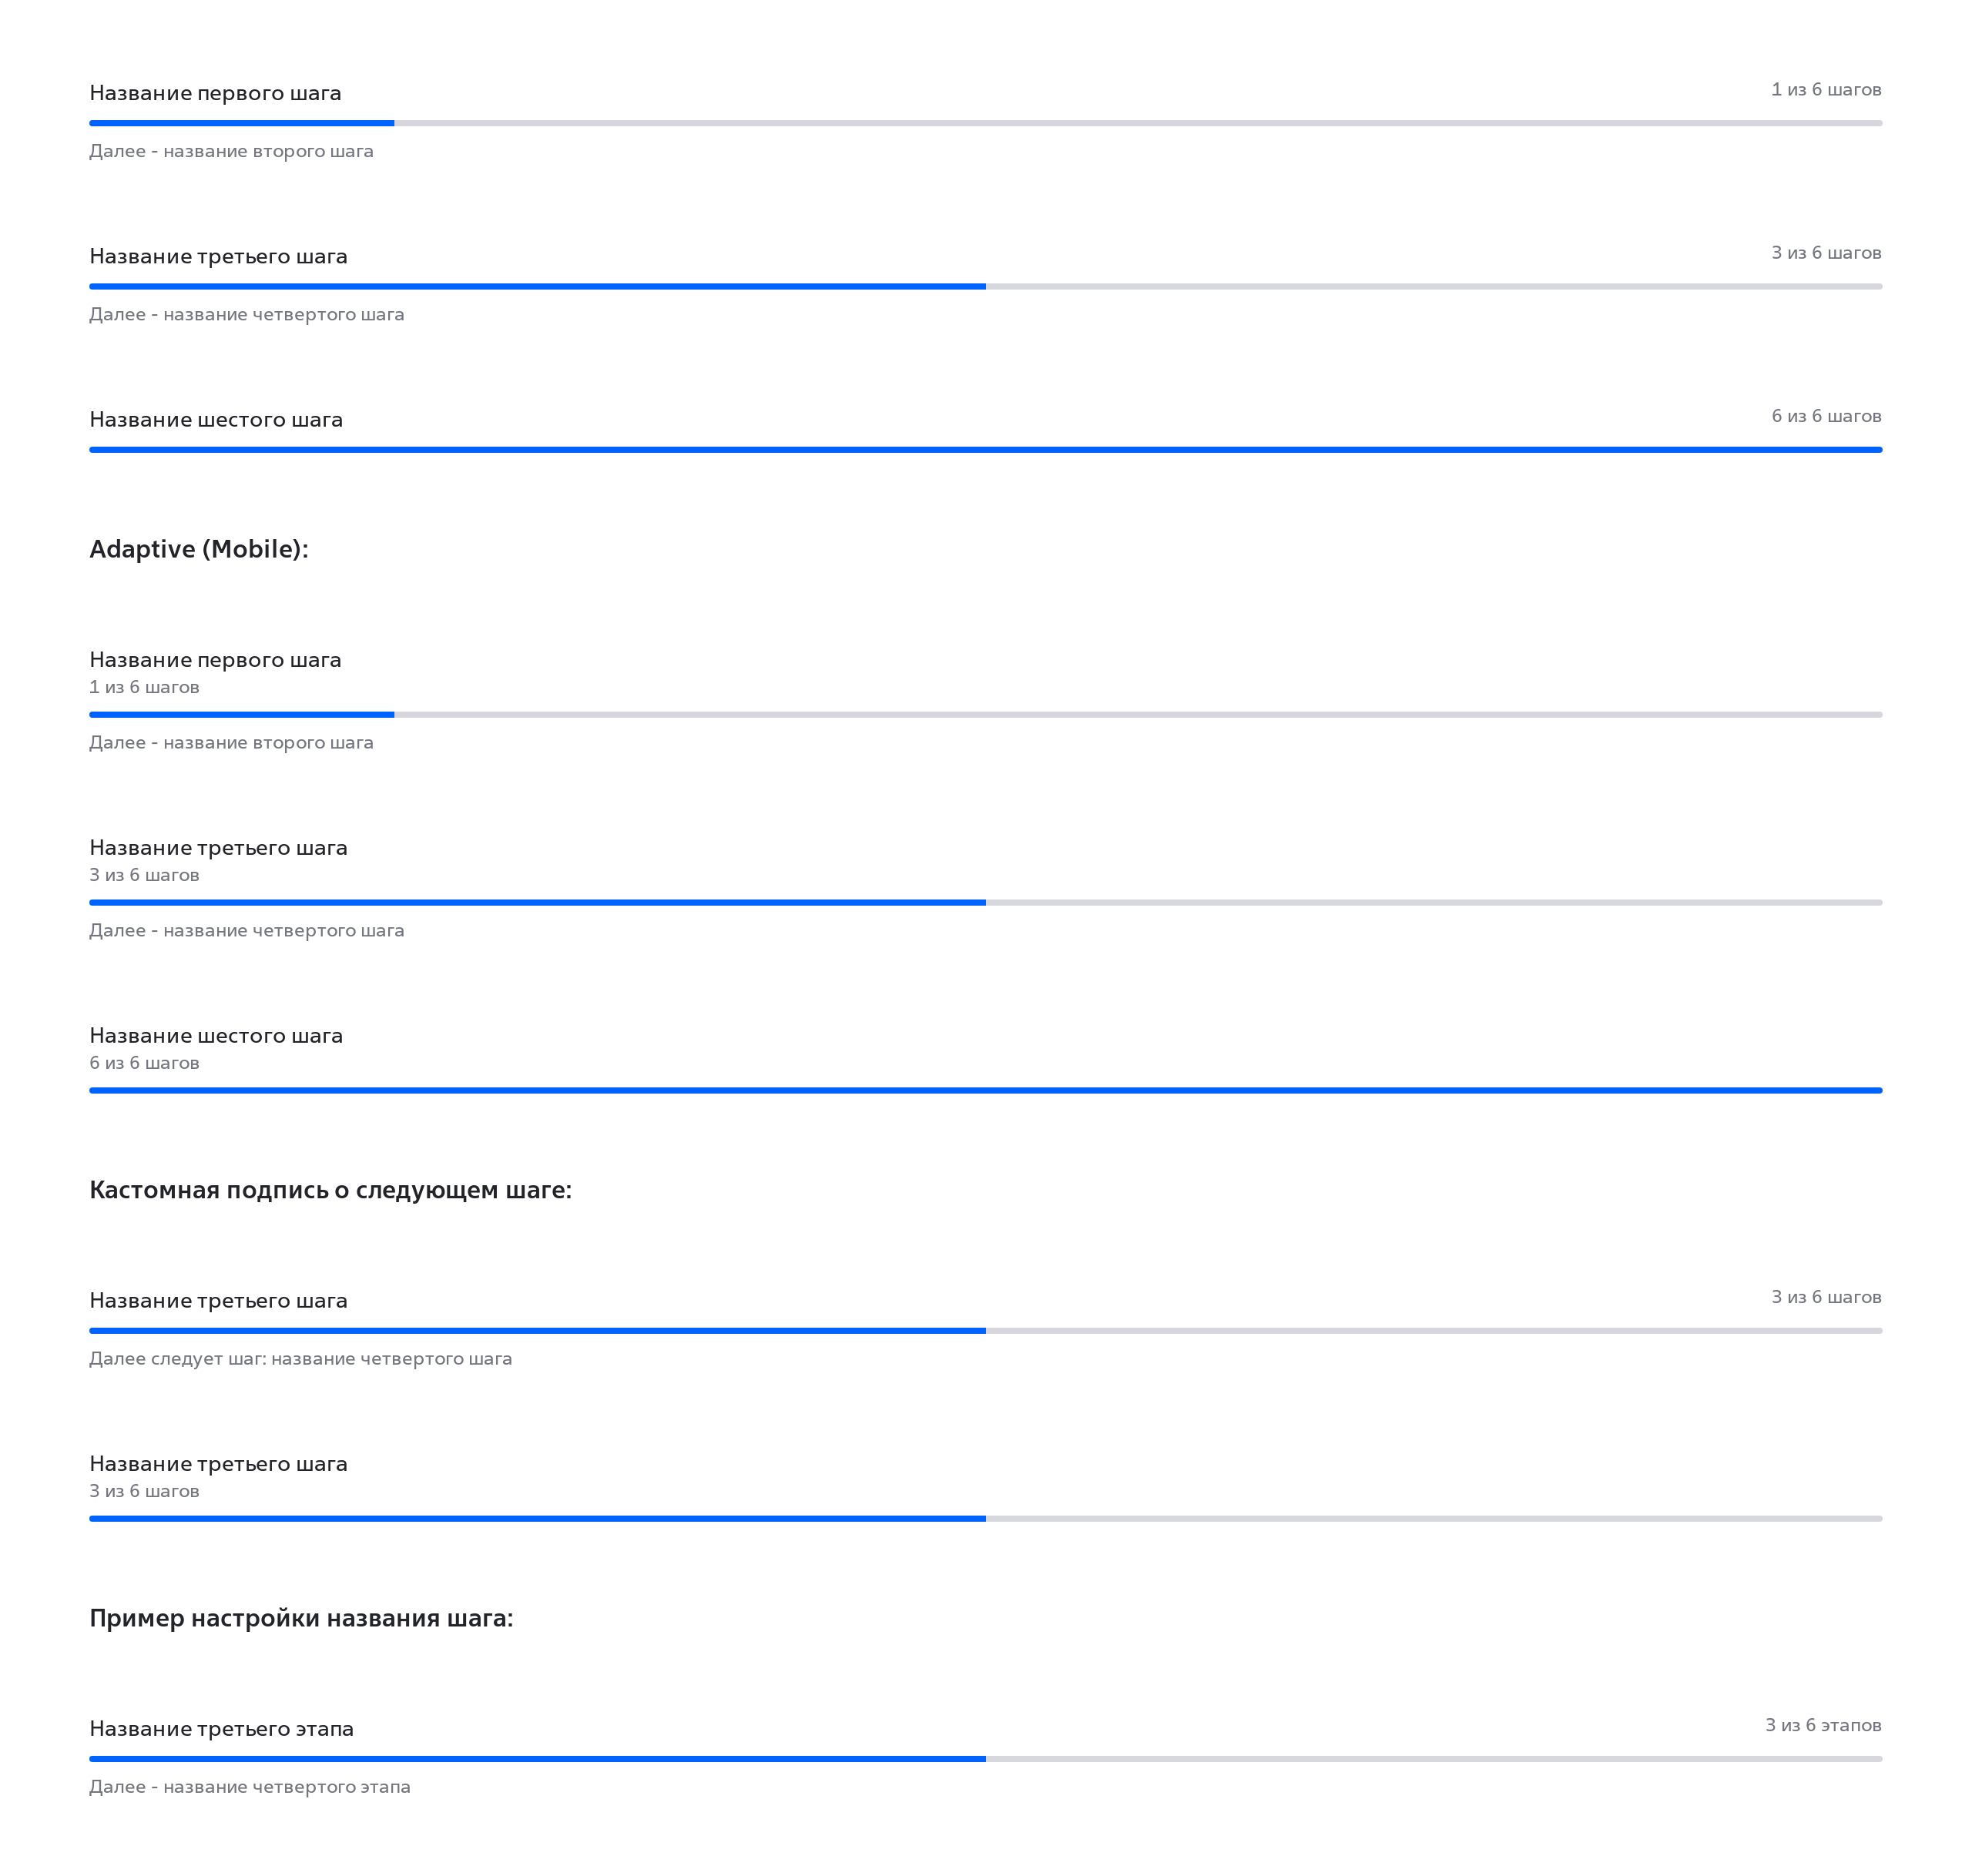 Название первого шага
1 из 6 шагов
Далее - название второго шага
Название третьего шага
3 из 6 шагов
Далее - название четвертого шага
Название шестого шага
6 из 6 шагов
Adaptive (Mobile):
Название первого шага
1 из 6 шагов
Далее - название второго шага
Название третьего шага
3 из 6 шагов
Далее - название четвертого шага
Название шестого шага
6 из 6 шагов
Кастомная подпись о следующем шаге:
Название третьего шага
3 из 6 шагов
Далее следует шаг: название четвертого шага
Название третьего шага
3 из 6 шагов
Пример настройки названия шага:
Название третьего этапа
3 из 6 этапов
Далее - название четвертого этапа